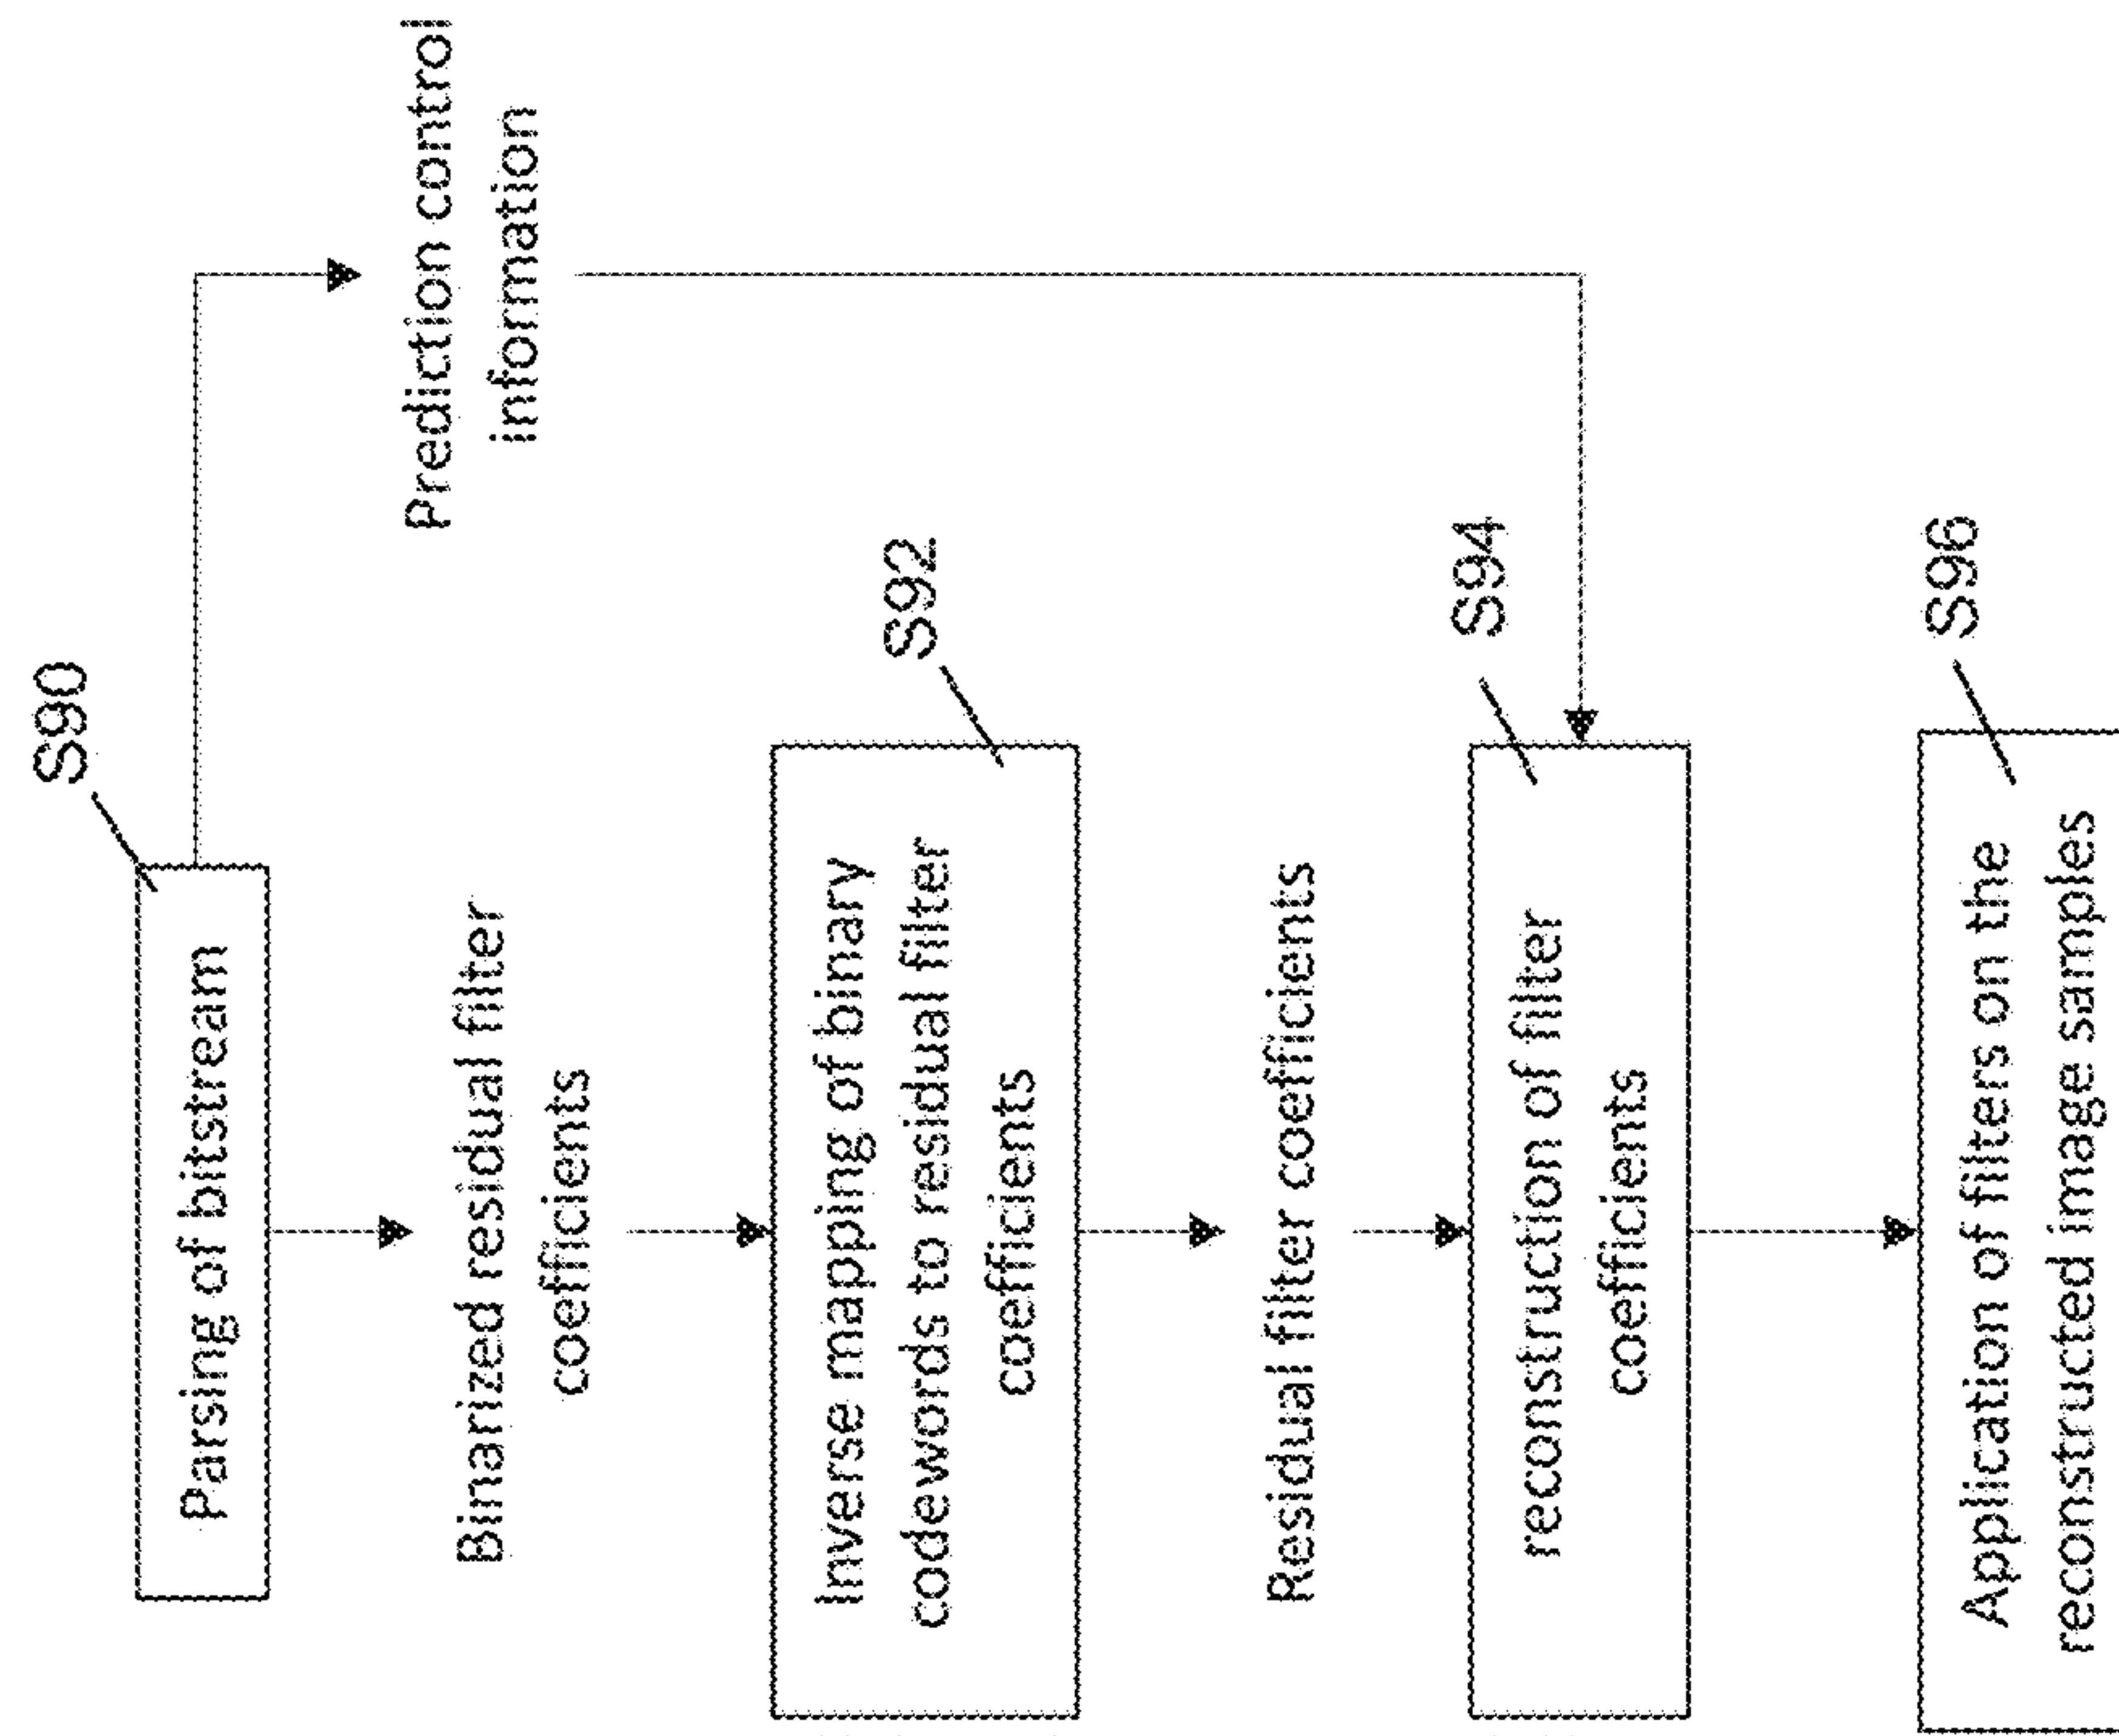 S90
Parsing of bitstream
Prediction control
information
Binarized residual filter
coefficients
S92
Inverse mapping of binary
codewords to residual filter
coefficients
Residual filter coefficients
S94
reconstruction of filter
coefficients
S96
Application of filters on the
reconstructed image samples